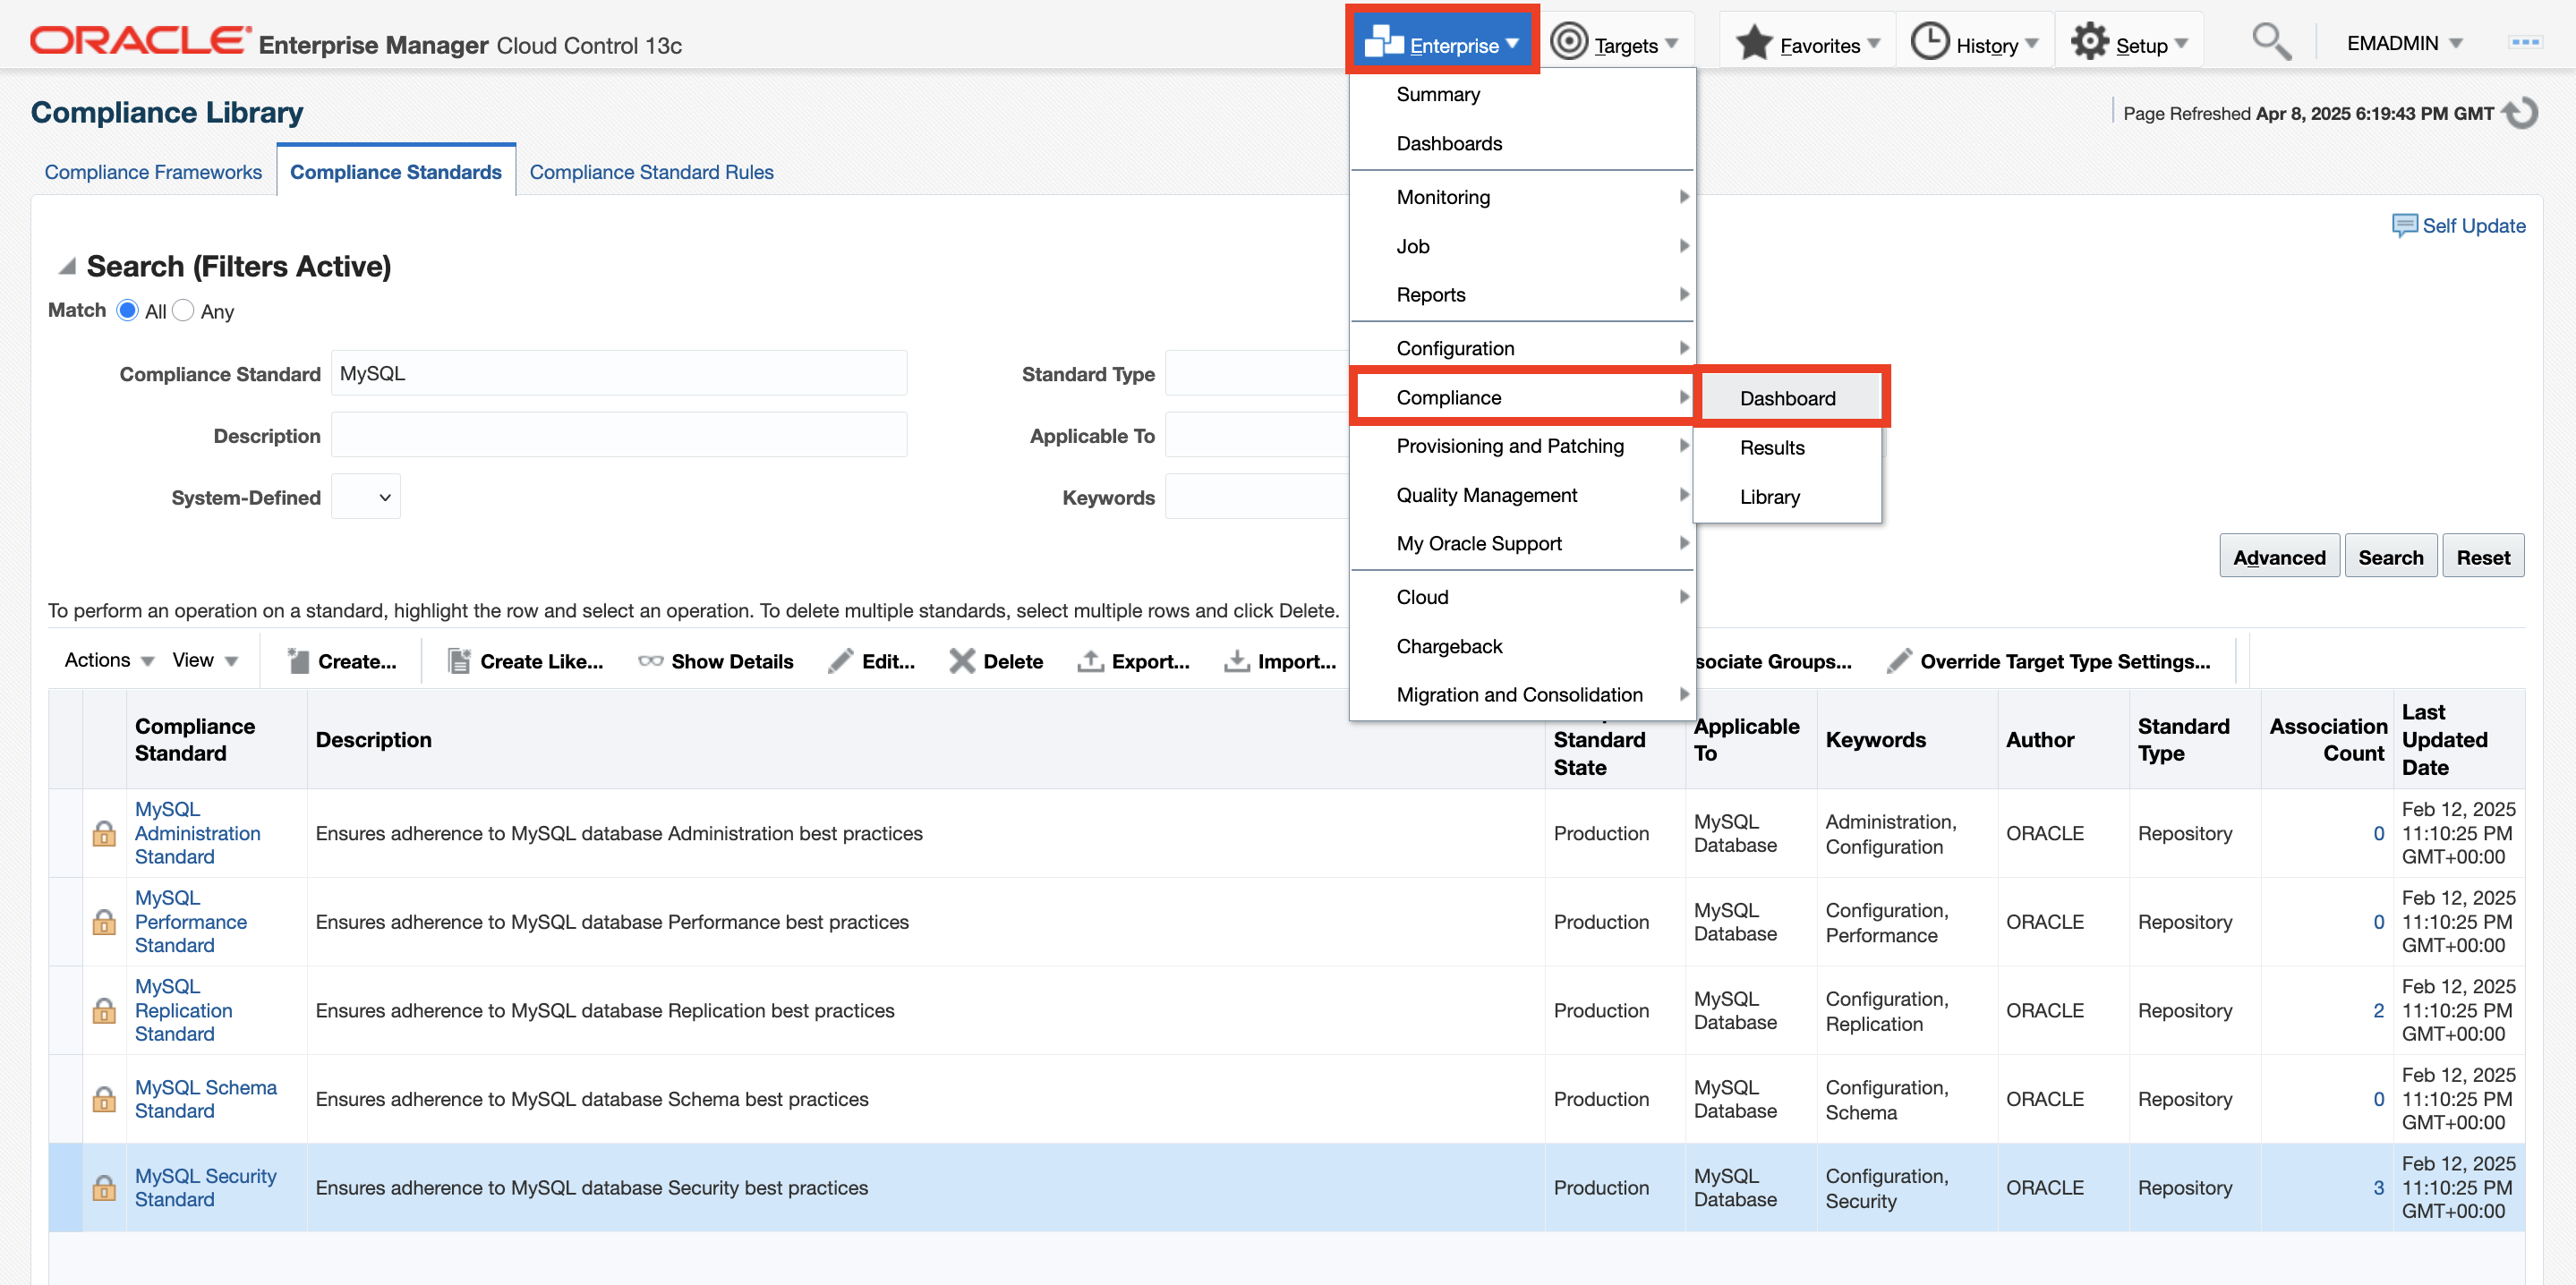 ORACLE Enterprise Manager Cloud Control 13c
Enterprise
Targets
Favorites
History
Setup
EMADMIN
Compliance Library
Page Refreshed Apr 8, 2025 6:19:43 PM GMT
Compliance Frameworks
Compliance Standards
Compliance Standard Rules
Self Update
Search (Filters Active)
Match All Any
Compliance Standard MySQL
Description
System-Defined
Standard Type
Applicable To
Keywords
Summary
Dashboards
Monitoring
Job
Reports
Configuration
Compliance
Provisioning and Patching
Quality Management
My Oracle Support
Cloud
Chargeback
Migration and Consolidation
Dashboard
Results
Library
Advanced
Search
Reset
To perform an operation on a standard, highlight the row and select an operation. To delete multiple standards, select multiple rows and click Delete.
Actions
View
Create...
Create Like...
Show Details
Edit...
Delete
Export...
Import...
sociate Groups...
Override Target Type Settings...
Compliance
Standard
Description
Standard
State
Applicable
To
Keywords
Author
Standard
Type
Association
Count
Last
Updated
Date
MySQL
Administration
Standard
Ensures adherence to MySQL database Administration best practices
Production
MySQL
Database
Administration,
Configuration
ORACLE
Repository
0
Feb 12, 2025
11:10:25 PM
GMT+00:00
MySQL
Performance
Standard
Ensures adherence to MySQL database Performance best practices
Production
MySQL
Database
Configuration,
Performance
ORACLE
Repository
0
Feb 12, 2025
11:10:25 PM
GMT+00:00
MySQL
Replication
Standard
Ensures adherence to MySQL database Replication best practices
Production
MySQL
Database
Configuration,
Replication
ORACLE
Repository
2
Feb 12, 2025
11:10:25 PM
GMT+00:00
MySQL Schema
Standard
Ensures adherence to MySQL database Schema best practices
Production
MySQL
Database
Configuration,
Schema
ORACLE
Repository
0
Feb 12, 2025
11:10:25 PM
GMT+00:00
MySQL Security
Standard
Ensures adherence to MySQL database Security best practices
Production
MySQL
Database
Configuration,
Security
ORACLE
Repository
3
Feb 12, 2025
11:10:25 PM
GMT+00:00